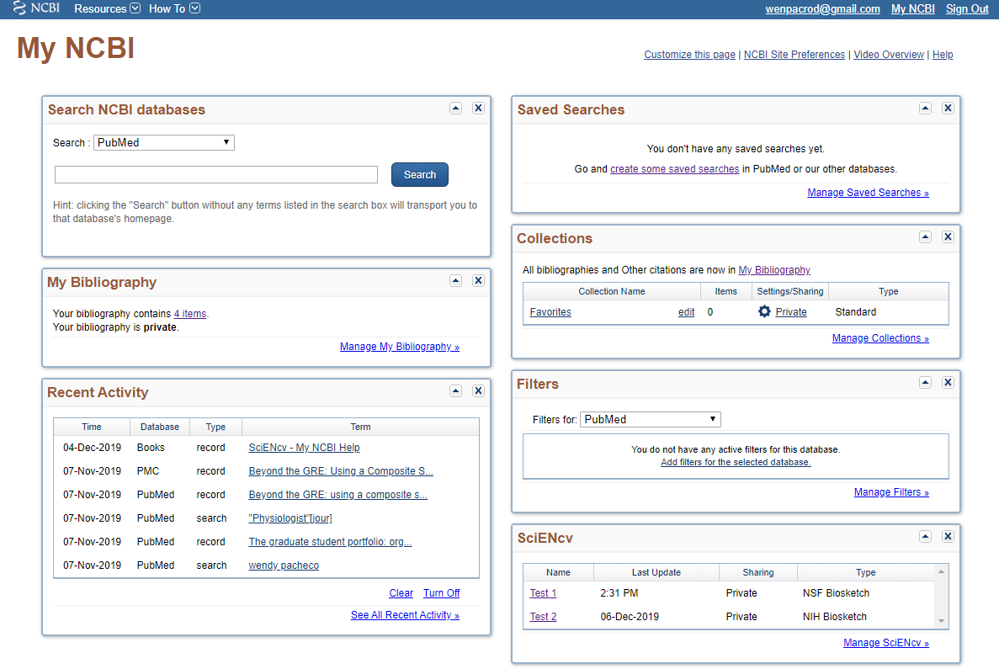 NCBI Resources How To wenpacrod@gmail.com My NCBI Sign Out
My NCBI
Customize this page | NCBI Site Preferences | Video Overview | Help
Search NCBI databases
Search : PubMed
Search
Hint: clicking the "Search" button without any terms listed in the search box will transport you to
that database's homepage.
My Bibliography
Your bibliography contains 4 items.
Your bibliography is private.
Manage My Bibliography »
Recent Activity
Time Database Type Term
04-Dec-2019 Books record SciENcv - My NCBI Help
07-Nov-2019 PMC record Beyond the GRE: Using a Composite S...
07-Nov-2019 PubMed record Beyond the GRE: using a composite s...
07-Nov-2019 PubMed search "Physiologist"[jour]
07-Nov-2019 PubMed record The graduate student portfolio: org...
07-Nov-2019 PubMed search wendy pacheco
Clear Turn Off
See All Recent Activity »
Saved Searches
You don't have any saved searches yet.
Go and create some saved searches in PubMed or our other databases.
Manage Saved Searches »
Collections
All bibliographies and Other citations are now in My Bibliography
Collection Name Items Settings/Sharing Type
Favorites edit 0 Private Standard
Manage Collections »
Filters
Filters for: PubMed
You do not have any active filters for this database.
Add filters for the selected database.
Manage Filters »
SciENcv
Name Last Update Sharing Type
Test 1 2:31 PM Private NSF Biosketch
Test 2 06-Dec-2019 Private NIH Biosketch
Manage SciENcv »